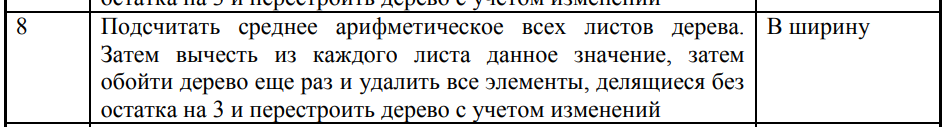 остатка на 3 и перестроить дерево с учетом изменений
8 Подсчитать среднее арифметическое всех листов дерева. В ширину
Затем вычесть из каждого листа данное значение, затем
обойти дерево еще раз и удалить все элементы, делящиеся без
остатка на 3 и перестроить дерево с учетом изменений